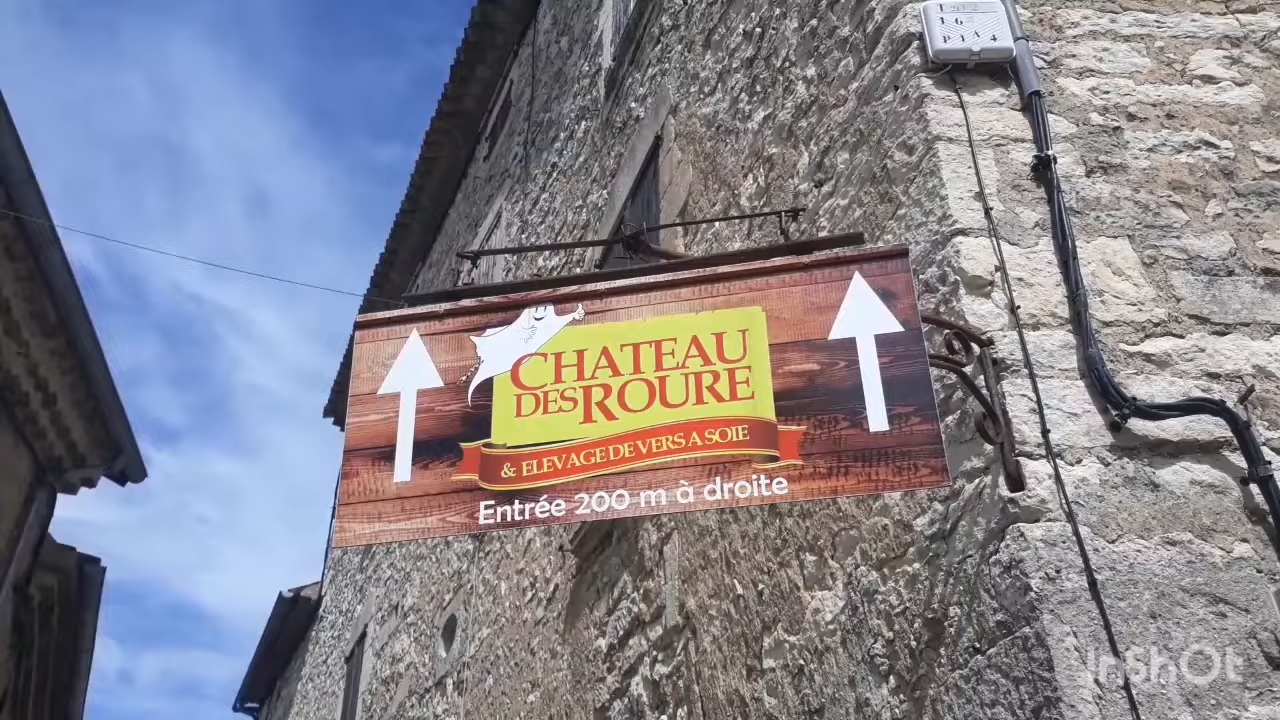 CHATEAU
DES ROURE
& ELEVAGE DE VERS A SOIE
Entrée 200 m à droite
InShOt